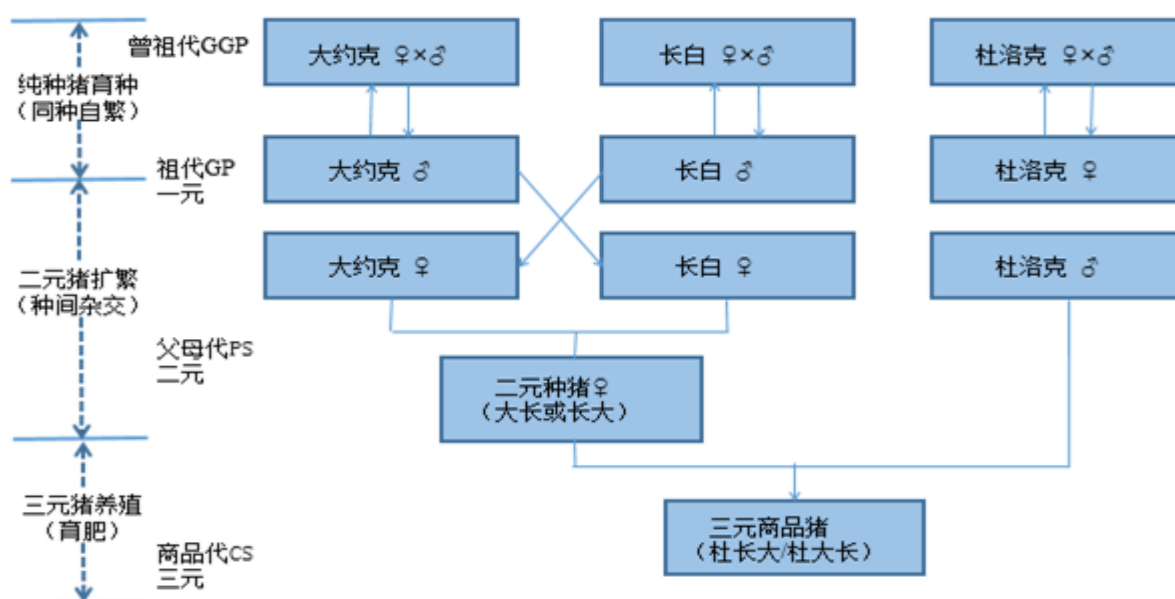 曾祖代GGP
大约克 ♀×♂
长白 ♀×♂
杜洛克 ♀×♂
纯种猪育种
（同种自繁）
祖代GP
一元
大约克 ♂
长白 ♂
杜洛克 ♀
大约克 ♀
长白 ♀
杜洛克 ♂
二元猪扩繁
（种间杂交）
父母代PS
二元
二元种猪♀
（大长或长大）
三元猪养殖
（育肥）
三元商品猪
（杜长大/杜大长）
商品代CS
三元